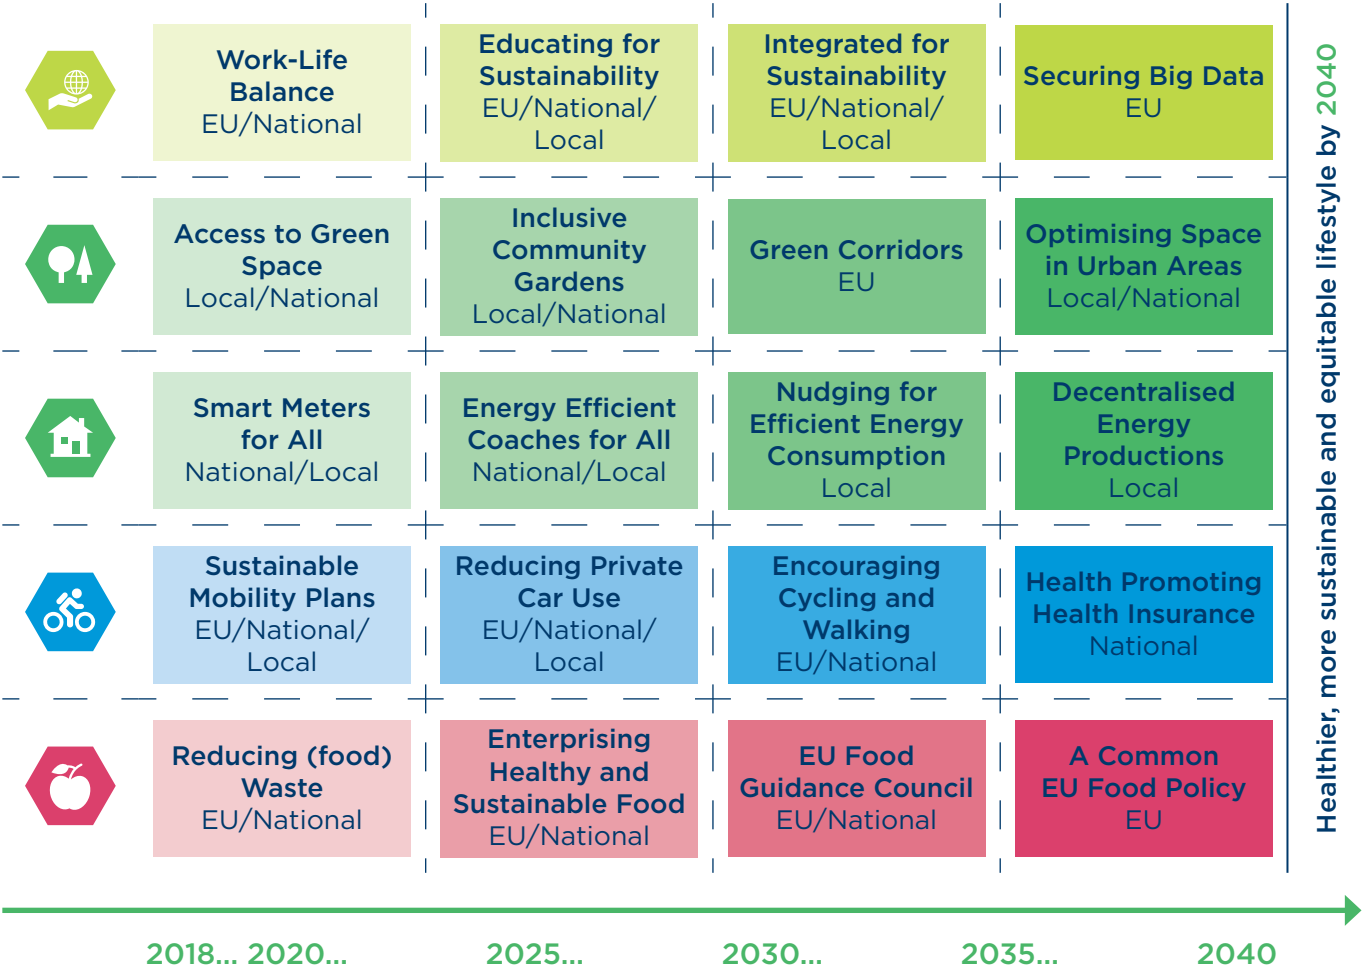 Work-Life
Balance
EU/National
Educating for
Sustainability
EU/National/
Local
Integrated for
Sustainability
EU/National/
Local
Securing Big Data
EU
Access to Green
Space
Local/National
Inclusive
Community
Gardens
Local/National
Green Corridors
EU
Optimising Space
in Urban Areas
Local/National
Smart Meters
for All
National/Local
Energy Efficient
Coaches for All
National/Local
Nudging for
Efficient Energy
Consumption
Local
Decentralised
Energy
Productions
Local
Sustainable
Mobility Plans
EU/National/
Local
Reducing Private
Car Use
EU/National/
Local
Encouraging
Cycling and
Walking
EU/National
Health Promoting
Health Insurance
National
Reducing (food)
Waste
EU/National
Enterprising
Healthy and
Sustainable Food
EU/National
EU Food
Guidance Council
EU/National
A Common
EU Food Policy
EU
Healthier, more sustainable and equitable lifestyle by 2040
2018... 2020... 2025... 2030... 2035... 2040